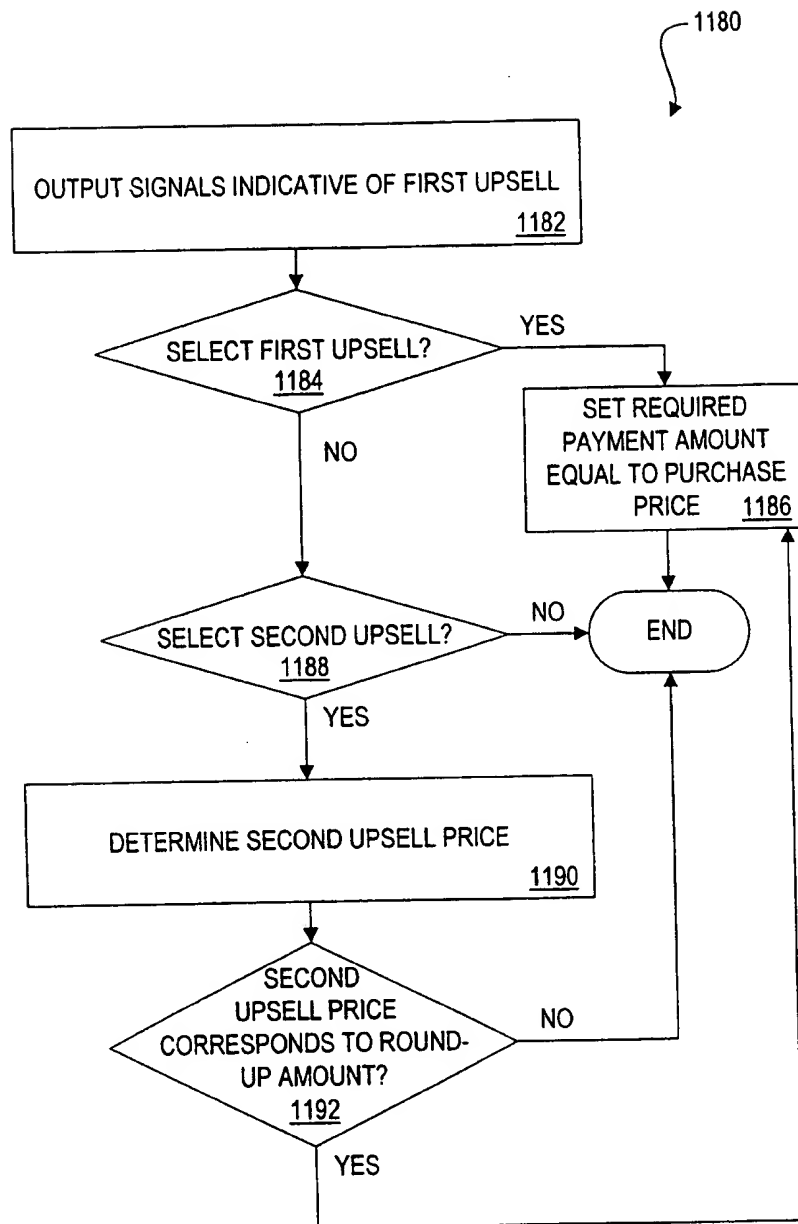 1180
OUTPUT SIGNALS INDICATIVE OF FIRST UPSELL
1182
SELECT FIRST UPSELL?
1184
YES
SET REQUIRED
PAYMENT AMOUNT
EQUAL TO PURCHASE
PRICE 1186
NO
SELECT SECOND UPSELL?
1188
NO
END
YES
DETERMINE SECOND UPSELL PRICE
1190
SECOND
UPSELL PRICE
CORRESPONDS TO ROUND-
UP AMOUNT?
1192
NO
YES